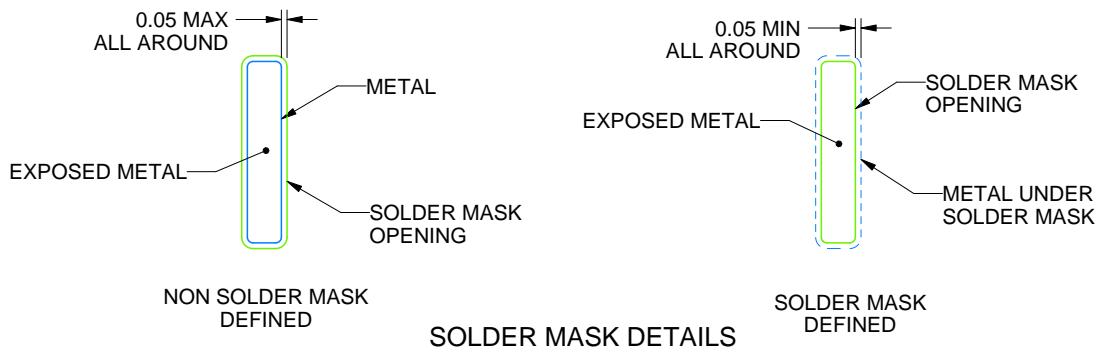 0.05 MAX
ALL AROUND
METAL
EXPOSED METAL
SOLDER MASK
OPENING
NON SOLDER MASK
DEFINED
0.05 MIN
ALL AROUND
SOLDER MASK
OPENING
EXPOSED METAL
METAL UNDER
SOLDER MASK
SOLDER MASK
DEFINED
SOLDER MASK DETAILS